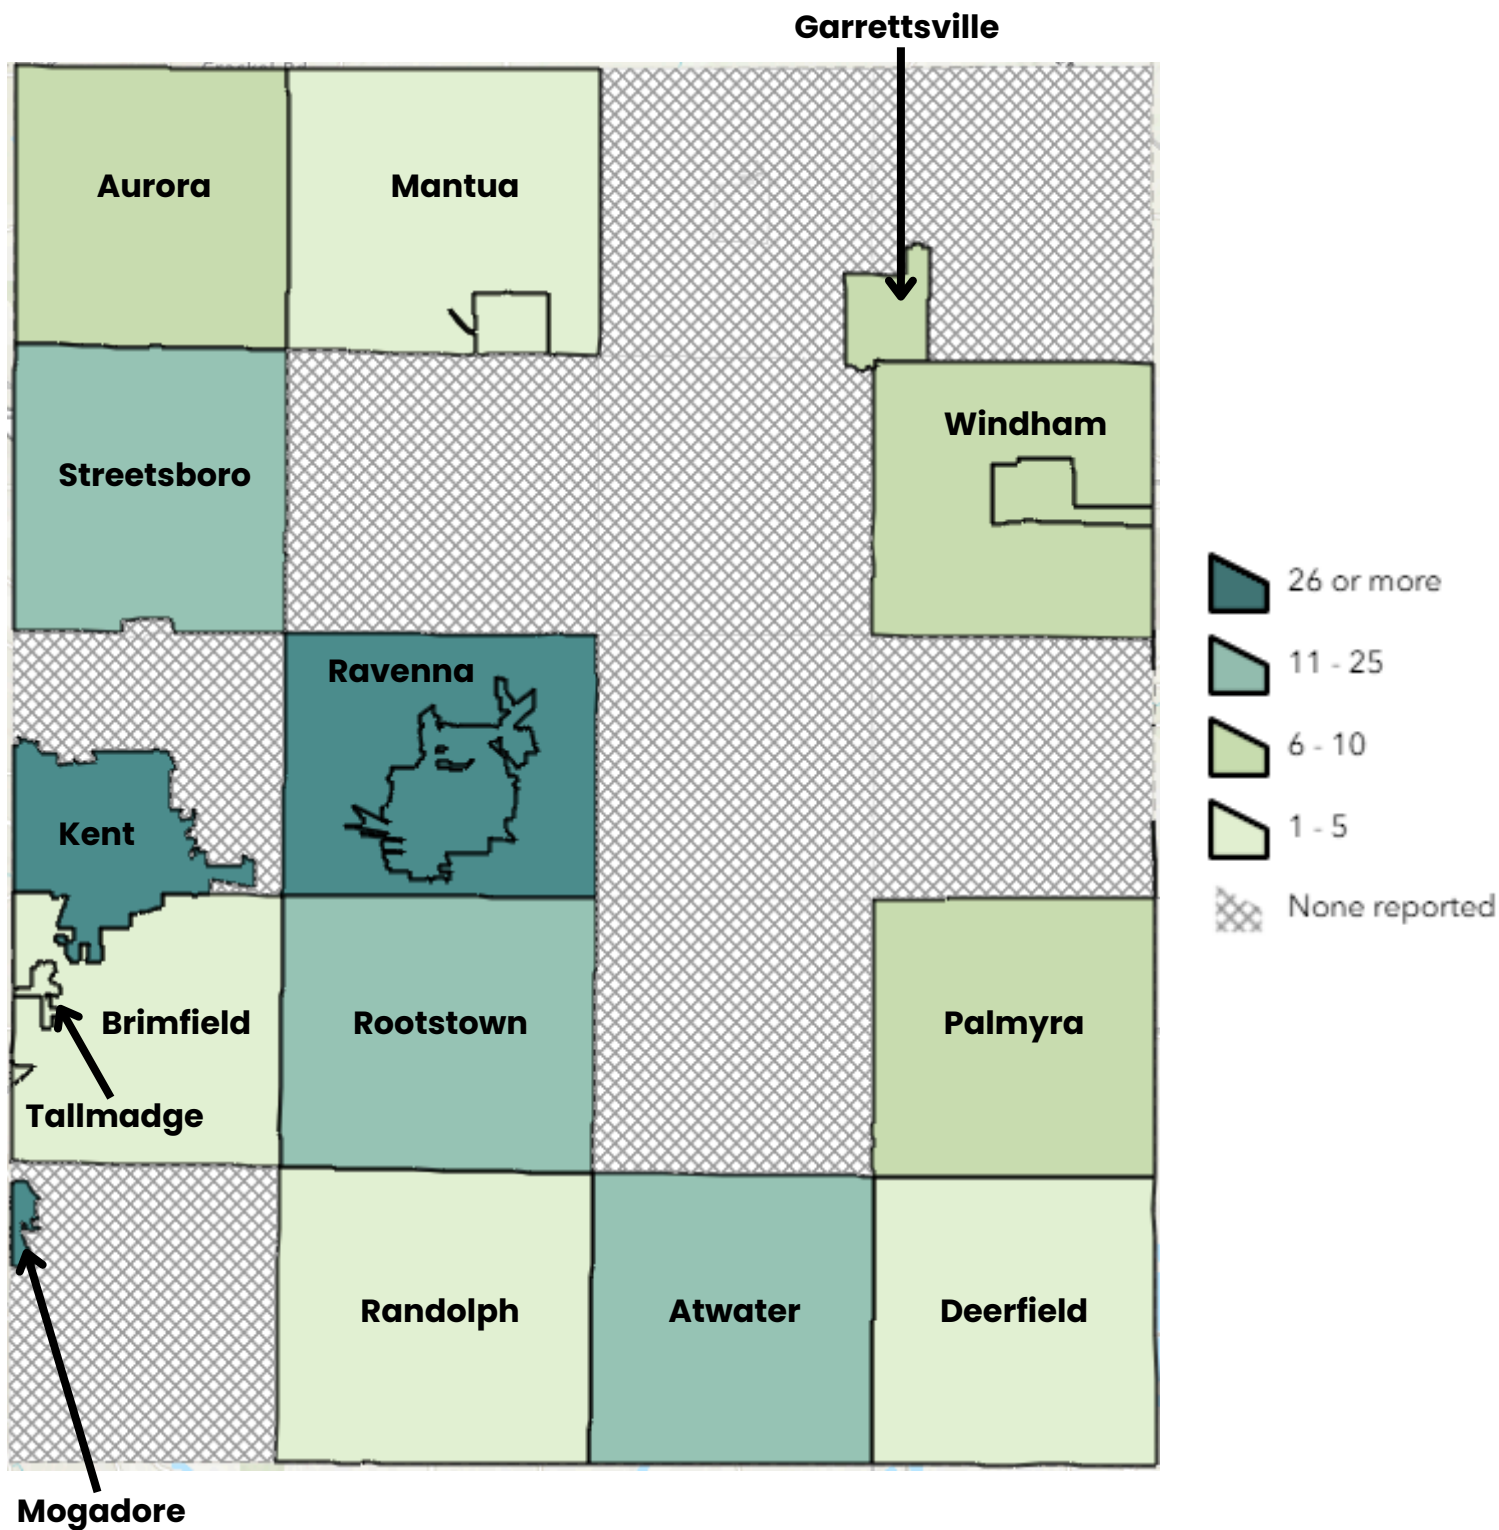 Garrettsville
Aurora
Mantua
Streetsboro
Windham
26 or more
11 - 25
6 - 10
1 - 5
None reported
Ravenna
Kent
Brimfield
Rootstown
Palmyra
Tallmadge
Randolph
Atwater
Deerfield
Mogadore